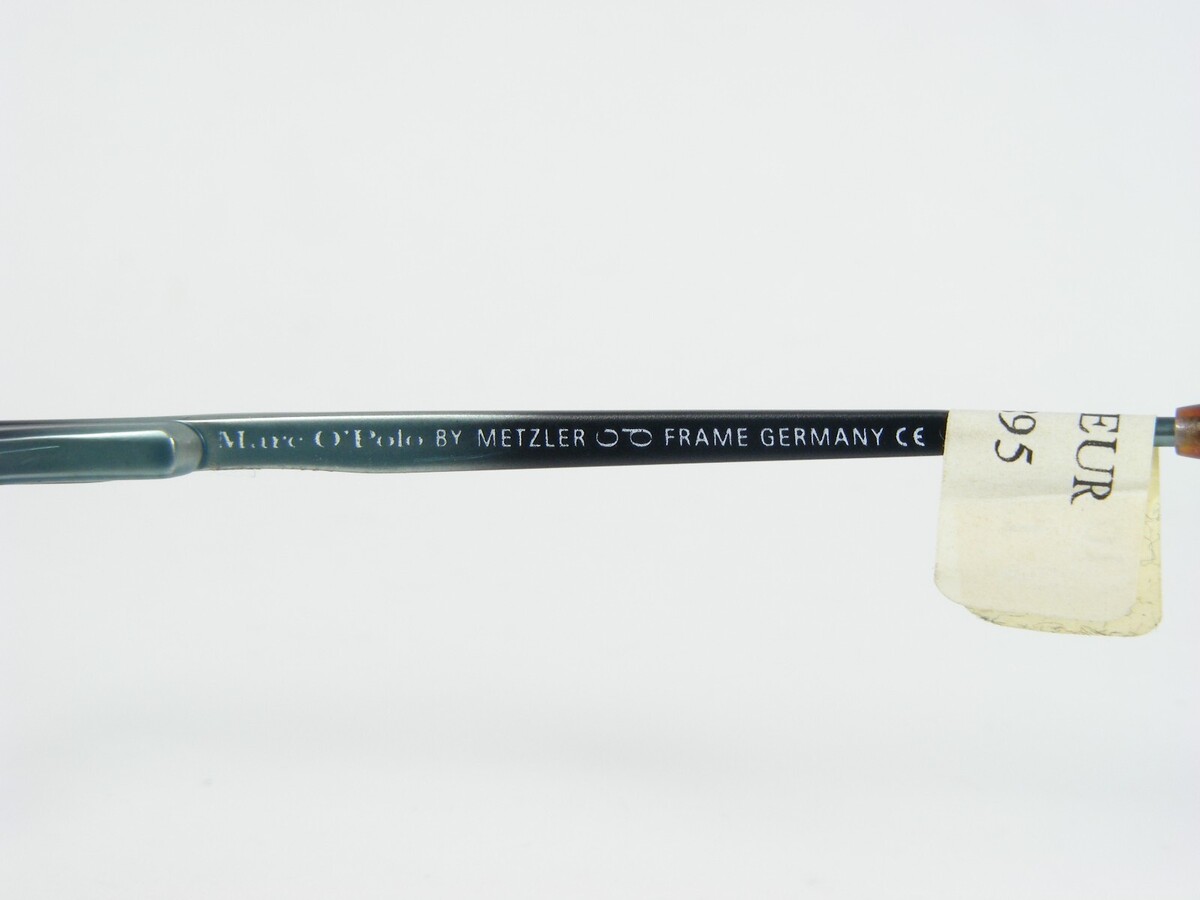 Marc O'Polo BY METZLER FRAME GERMANY CE
EUR
95